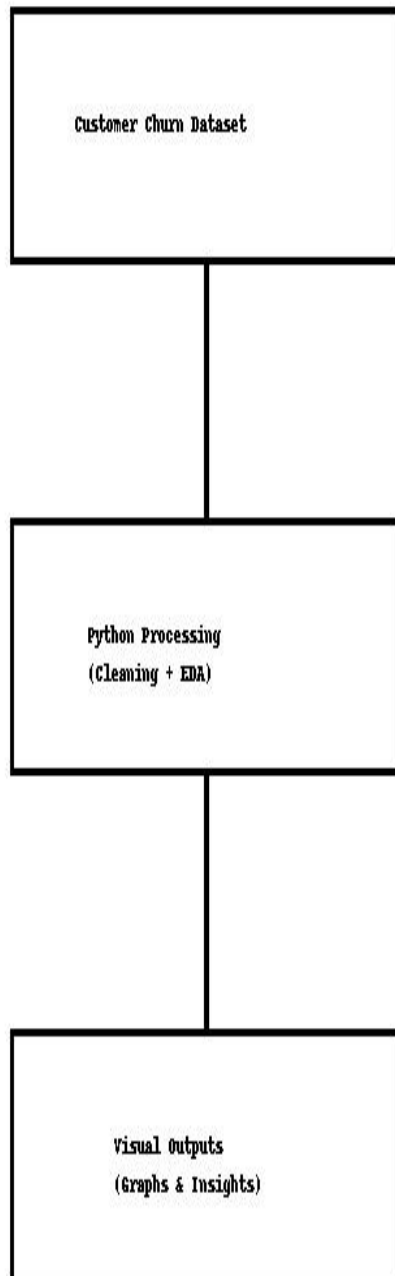 Customer Churn Dataset
Python Processing
(Cleaning + EDA)
Visual Outputs
(Graphs & Insights)